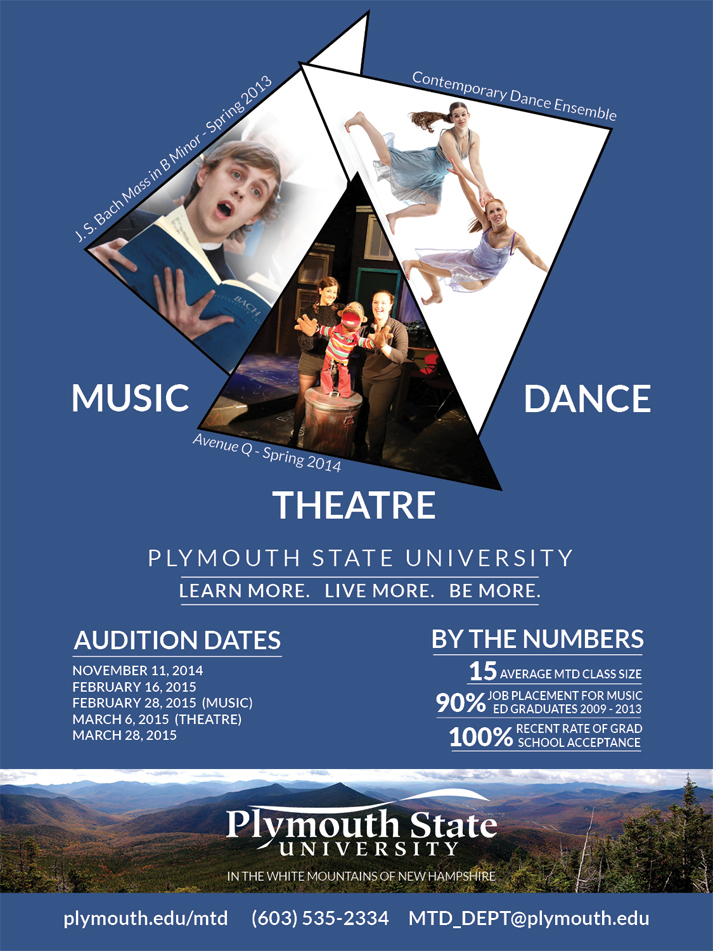 J. S. Bach Mass in B Minor - Spring 2013
Contemporary Dance Ensemble
BACH
MUSIC
DANCE
Avenue Q - Spring 2014
THEATRE
PLYMOUTH STATE UNIVERSITY
LEARN MORE. LIVE MORE. BE MORE.
AUDITION DATES
NOVEMBER 11, 2014
FEBRUARY 16, 2015
FEBRUARY 28, 2015 (MUSIC)
MARCH 6, 2015 (THEATRE)
MARCH 28, 2015
BY THE NUMBERS
15 AVERAGE MTD CLASS SIZE
90% JOB PLACEMENT FOR MUSIC
ED GRADUATES 2009 - 2013
100% RECENT RATE OF GRAD
SCHOOL ACCEPTANCE
Plymouth State
UNIVERSITY
IN THE WHITE MOUNTAINS OF NEW HAMPSHIRE
plymouth.edu/mtd (603) 535-2334 MTD_DEPT@plymouth.edu